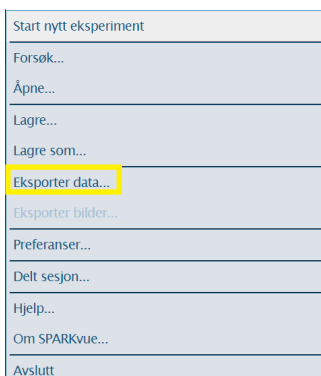 Start nytt eksperiment
Forsøk...
Åpne...
Lagre...
Lagre som...
Eksporter data...
Eksporter bilder...
Preferanser...
Delt sesjon...
Hjelp...
Om SPARKvue...
Avslutt